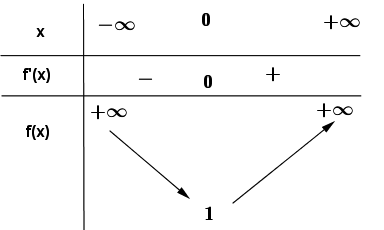 x −∞ 0 +∞
f'(x) − 0 +
+∞ +∞
f(x)
1